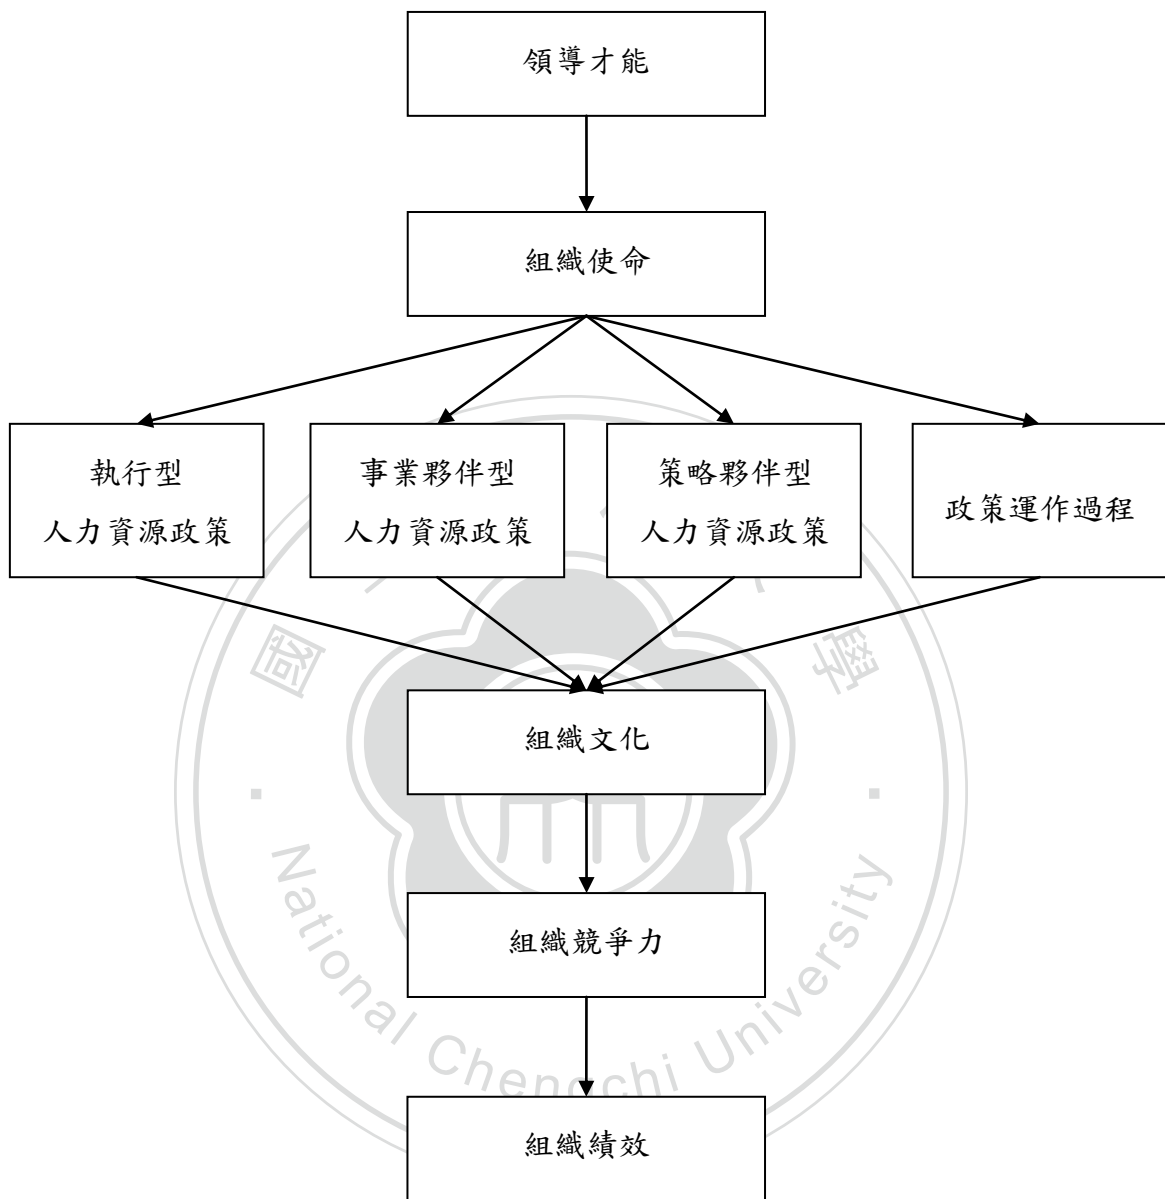 領導才能
組織使命
執行型
人力資源政策
事業夥伴型
人力資源政策
策略夥伴型
人力資源政策
政策運作過程
國
學
組織文化
組織競爭力
National Chengchi University
組織績效